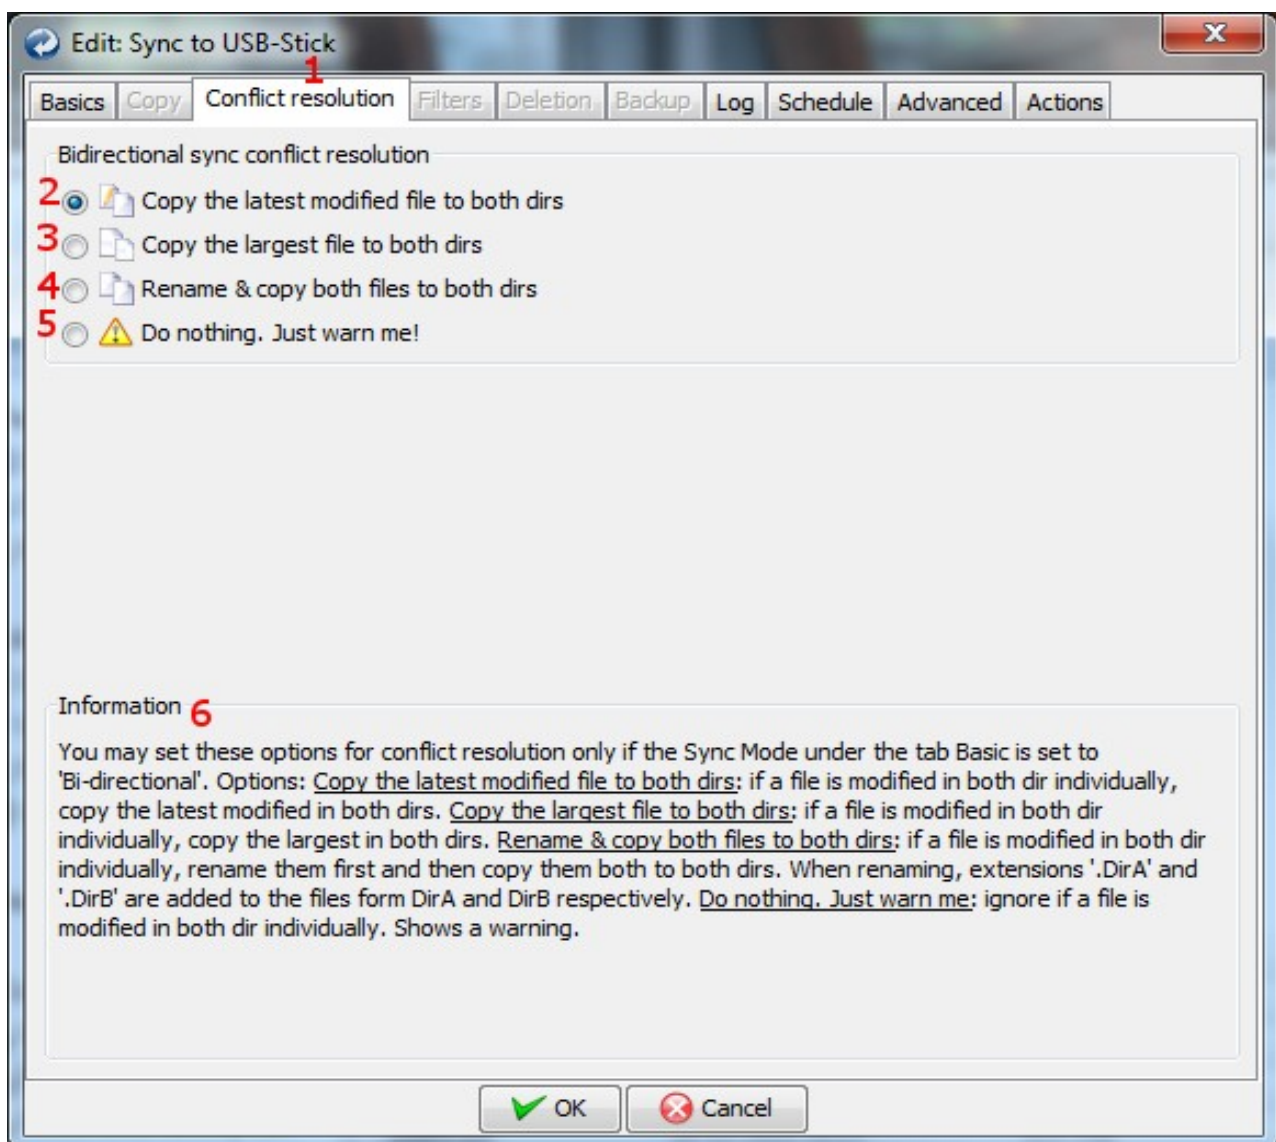 Edit: Sync to USB-Stick
1
Basics Copy Conflict resolution Filters Deletion Backup Log Schedule Advanced Actions
Bidirectional sync conflict resolution
2 Copy the latest modified file to both dirs
3 Copy the largest file to both dirs
4 Rename & copy both files to both dirs
5 Do nothing. Just warn me!
Information 6
You may set these options for conflict resolution only if the Sync Mode under the tab Basic is set to
'Bi-directional'. Options: Copy the latest modified file to both dirs: if a file is modified in both dir individually,
copy the latest modified in both dirs. Copy the largest file to both dirs: if a file is modified in both dir
individually, copy the largest in both dirs. Rename & copy both files to both dirs: if a file is modified in both dir
individually, rename them first and then copy them both to both dirs. When renaming, extensions '.DirA' and
'.DirB' are added to the files form DirA and DirB respectively. Do nothing. Just warn me: ignore if a file is
modified in both dir individually. Shows a warning.
OK Cancel